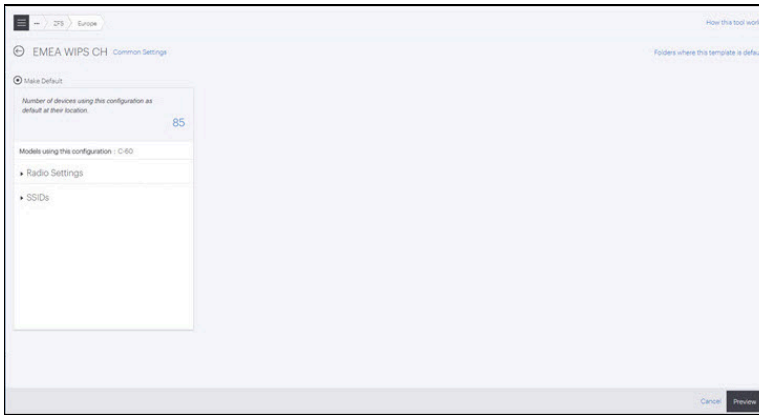 ZFS Europe
How this tool work
EMEA WIPS CH Common Settings
Folders where this template is defau
Make Default
Number of devices using this configuration as
default at their location.
85
Models using this configuration : C-60
Radio Settings
SSIDs
Cancel Preview